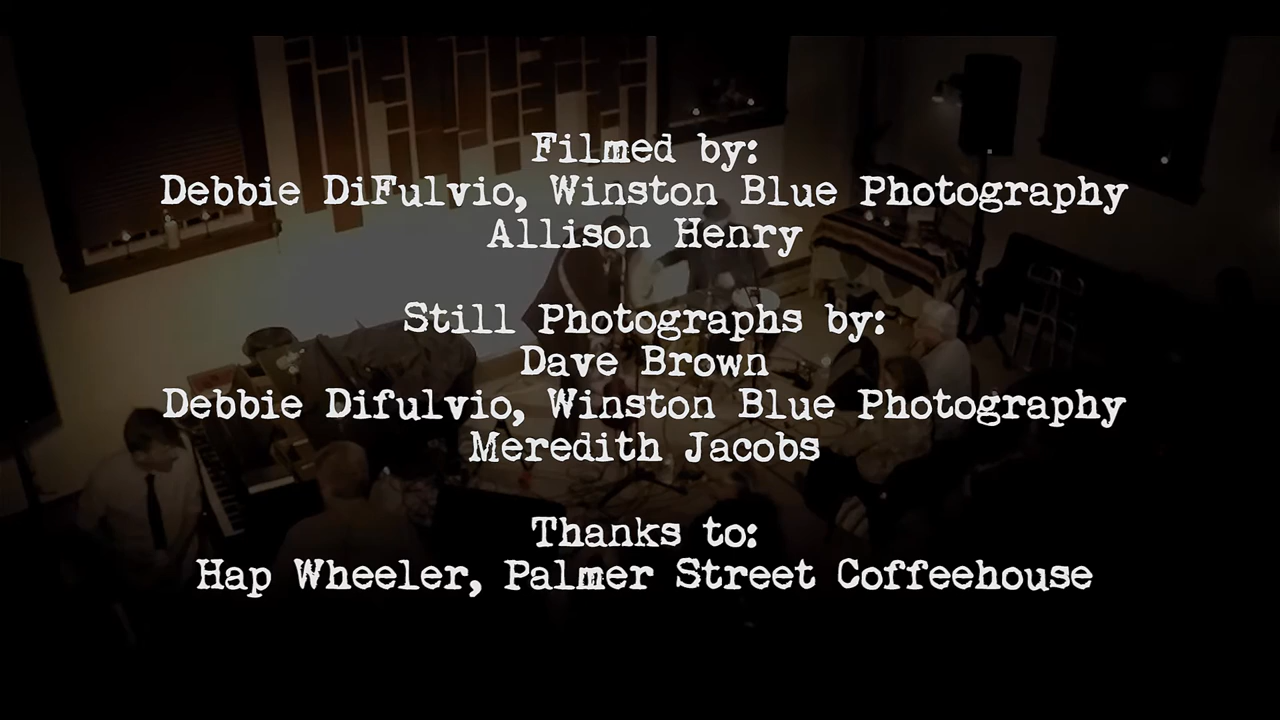 Filmed by:
Debbie DiFulvio, Winston Blue Photography
Allison Henry
Still Photographs by:
Dave Brown
Debbie Difulvio, Winston Blue Photography
Meredith Jacobs
Thanks to:
Hap Wheeler, Palmer Street Coffeehouse